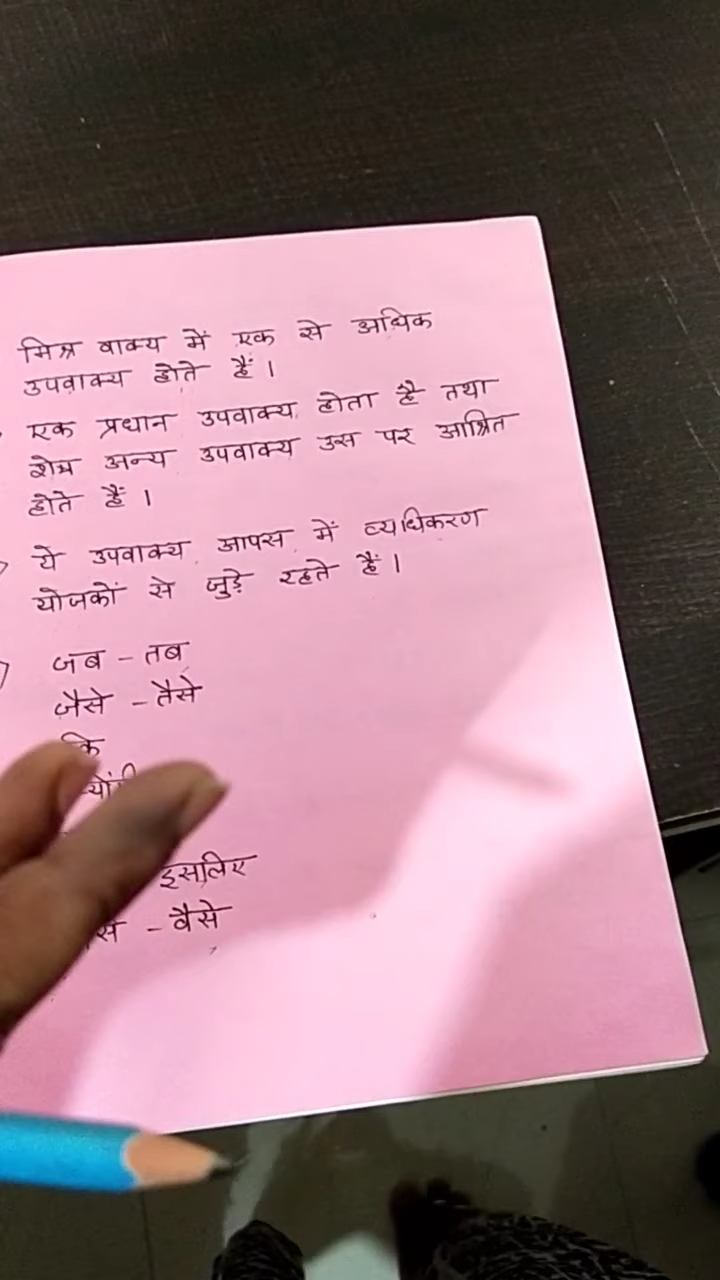 मिश्र वाक्य में एक से अधिक
उपवाक्य होते हैं।
एक प्रधान उपवाक्य होता है तथा
शेष अन्य उपवाक्य उस पर आश्रित
होते हैं।
ये उपवाक्य आपस में व्यधिकरण
योजकों से जुड़े रहते हैं।
जब - तब
जैसे - तैसे
कि
इसलिए
- वैसे